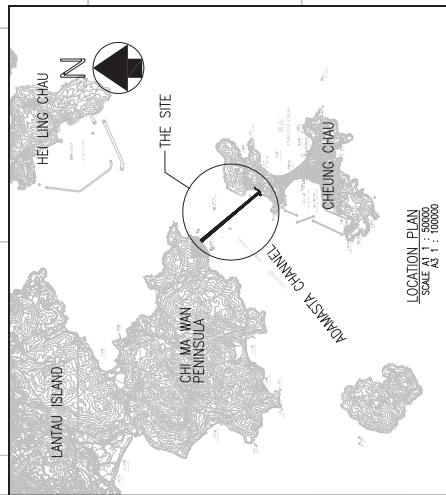 N
HEI LING CHAU
THE SITE
CHEUNG CHAU
LANTAU ISLAND
CHI MA WAN
PENINSULA
ADAMASTA CHANNEL
LOCATION PLAN
SCALE A1 1 : 50000
A3 1 : 100000